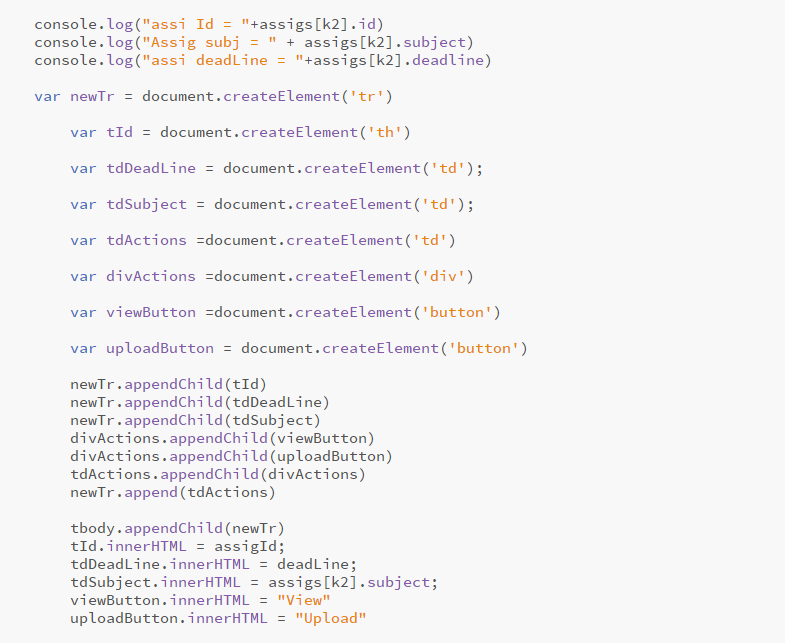 console.log("assi Id = "+assigs[k2].id)
console.log("Assig subj = " + assigs[k2].subject)
console.log("assi deadLine = "+assigs[k2].deadline)
var newTr = document.createElement('tr')
var tId = document.createElement('th')
var tdDeadLine = document.createElement('td');
var tdSubject = document.createElement('td');
var tdActions =document.createElement('td')
var divActions =document.createElement('div')
var viewButton =document.createElement('button')
var uploadButton = document.createElement('button')
newTr.appendChild(tId)
newTr.appendChild(tdDeadLine)
newTr.appendChild(tdSubject)
divActions.appendChild(viewButton)
divActions.appendChild(uploadButton)
tdActions.appendChild(divActions)
newTr.append(tdActions)
tbody.appendChild(newTr)
tId.innerHTML = assigId;
tdDeadLine.innerHTML = deadLine;
tdSubject.innerHTML = assigs[k2].subject;
viewButton.innerHTML = "View"
uploadButton.innerHTML = "Upload"